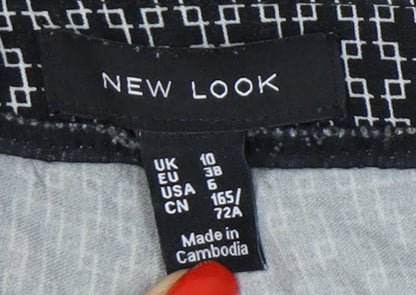 NEW LOOK
UK 10
EU 38
USA 6
CN 165/
72A
Made in
Cambodia